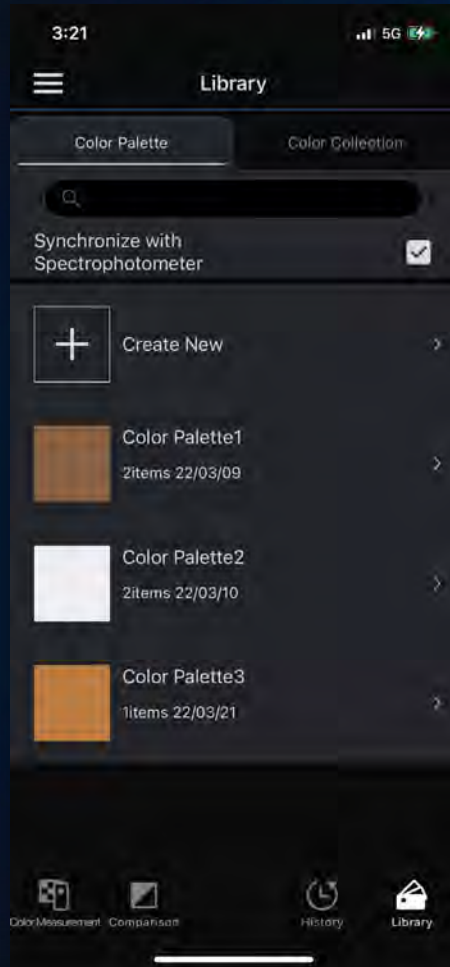 3:21
5G
Library
Color Palette
Color Collection
Synchronize with
Spectrophotometer
Create New
Color Palette1
2items 22/03/09
Color Palette2
2items 22/03/10
Color Palette3
1items 22/03/21
Color Measurement
Comparison
History
Library